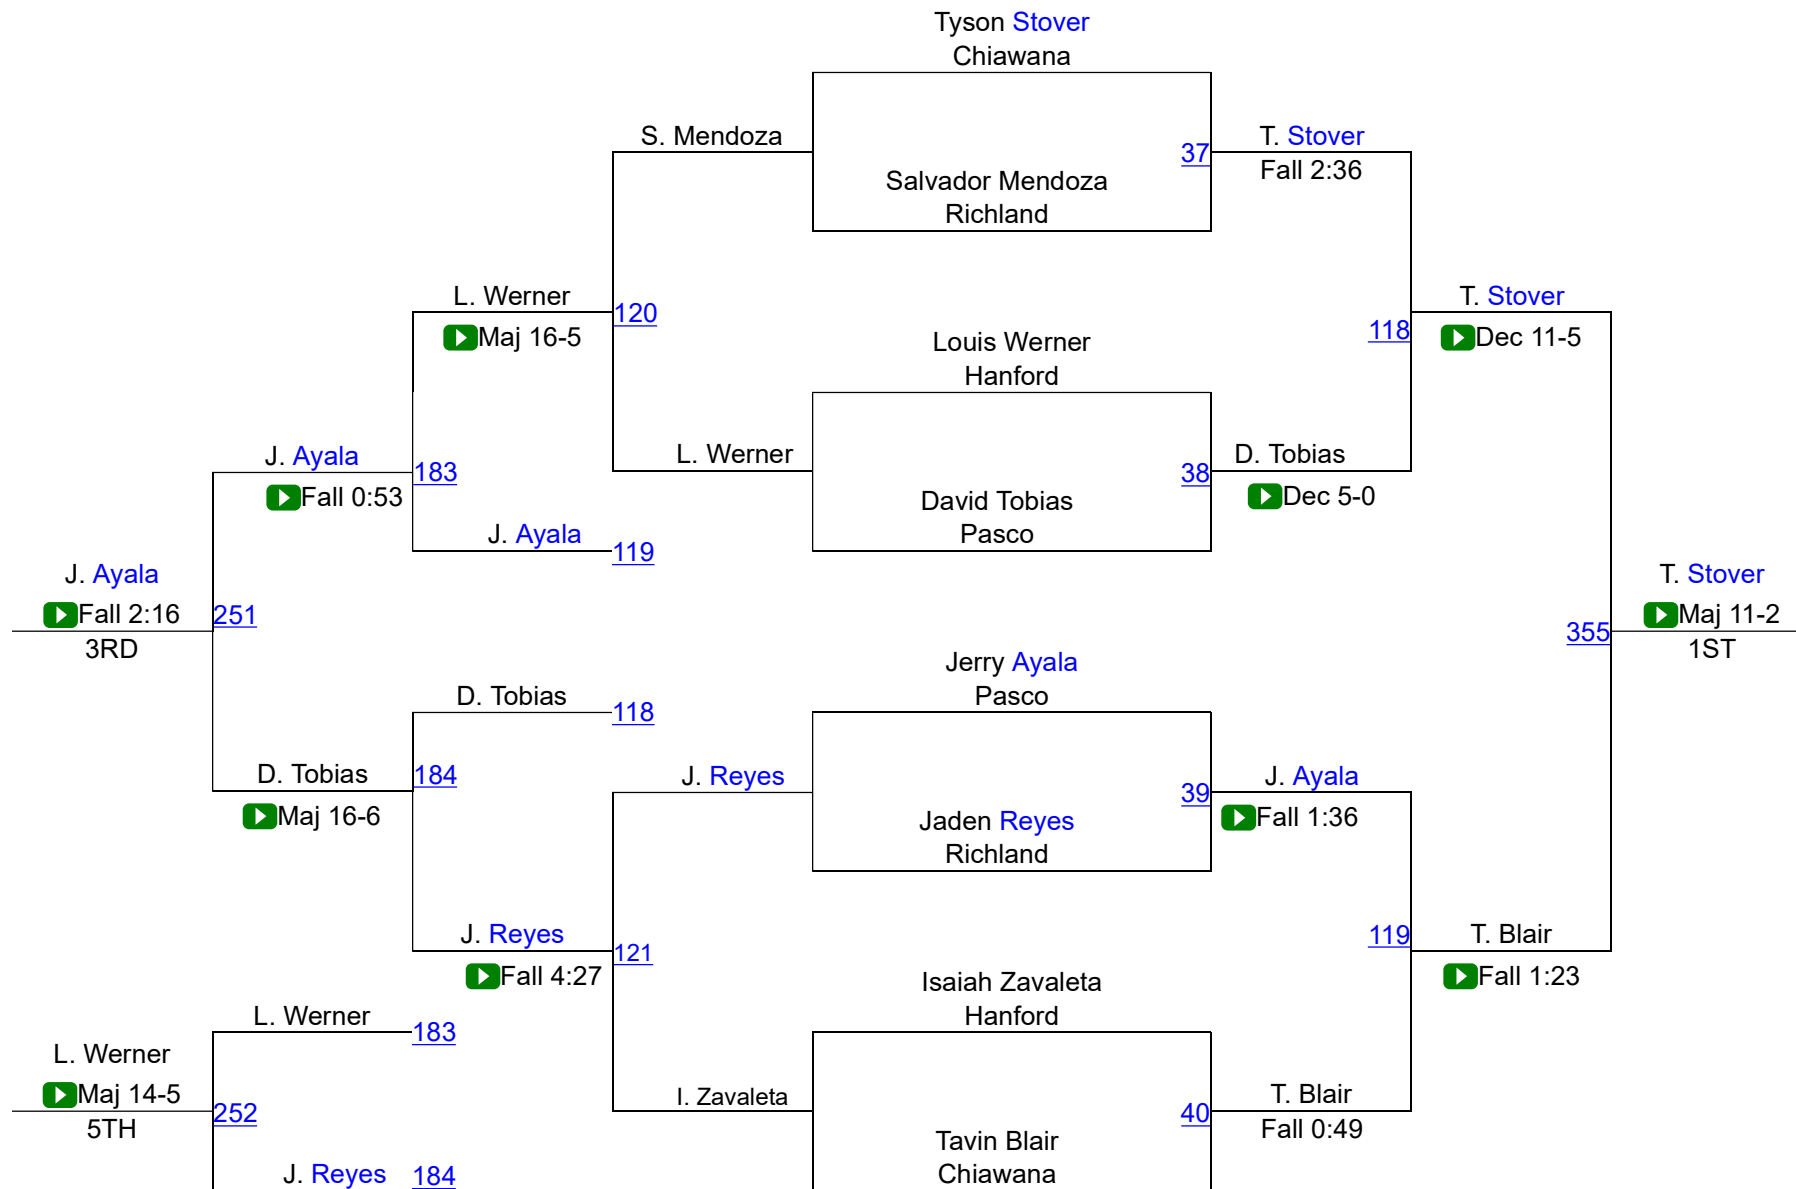 Tyson Stover
Chiawana
S. Mendoza
37
T. Stover
Fall 2:36
Salvador Mendoza
Richland
L. Werner
Maj 16-5
120
T. Stover
Dec 11-5
118
Louis Werner
Hanford
J. Ayala
Fall 0:53
183
L. Werner
38
D. Tobias
Dec 5-0
David Tobias
Pasco
J. Ayala
119
J. Ayala
Fall 2:16
3RD
251
T. Stover
Maj 11-2
1ST
355
Jerry Ayala
Pasco
D. Tobias
118
D. Tobias
Maj 16-6
184
J. Reyes
39
J. Ayala
Fall 1:36
Jaden Reyes
Richland
J. Reyes
Fall 4:27
121
119
T. Blair
Fall 1:23
Isaiah Zavaleta
Hanford
L. Werner
183
L. Werner
Maj 14-5
5TH
252
I. Zavaleta
40
T. Blair
Fall 0:49
Tavin Blair
Chiawana
J. Reyes
184